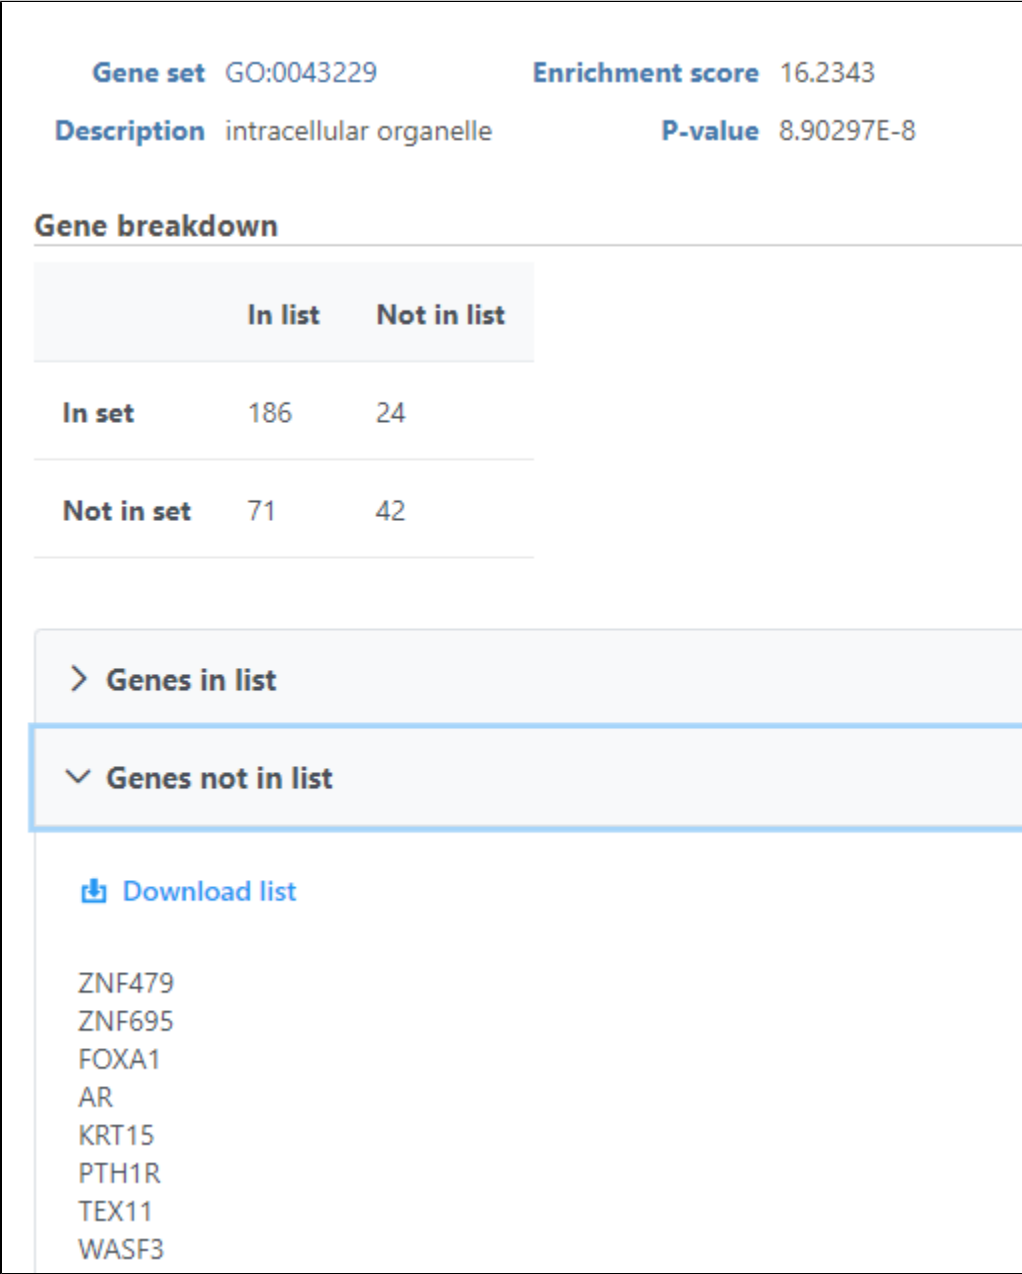 Gene set GO:0043229 Enrichment score 16.2343
Description intracellular organelle P-value 8.90297E-8
Gene breakdown
In list Not in list
In set 186 24
Not in set 71 42
Genes in list
Genes not in list
Download list
ZNF479
ZNF695
FOXA1
AR
KRT15
PTH1R
TEX11
WASF3